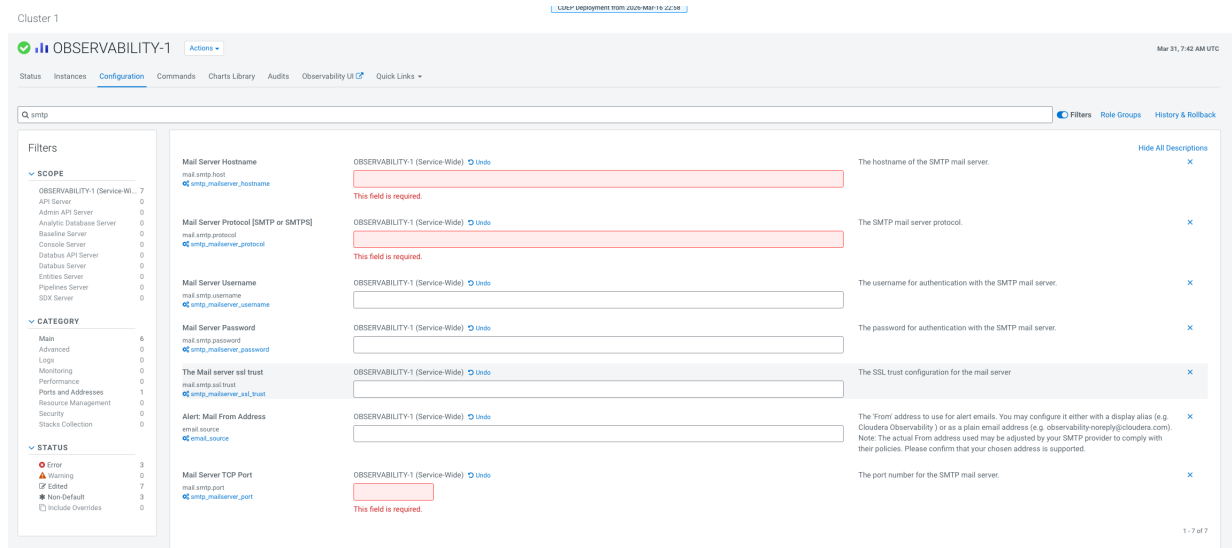 CDEP Deployment from 2026-Mar-16 22:58
Cluster 1
OBSERVABILITY-1 Actions
Mar 31, 7:42 AM UTC
Status Instances Configuration Commands Charts Library Audits Observability UI Quick Links
smtp
Filters Role Groups History & Rollback
Filters
Hide All Descriptions
SCOPE
OBSERVABILITY-1 (Service-Wi... 7
API Server 0
Admin API Server 0
Analytic Database Server 0
Baseline Server 0
Console Server 0
Databus API Server 0
Databus Server 0
Entities Server 0
Pipelines Server 0
SDX Server 0
CATEGORY
Main 6
Advanced 0
Logs 0
Monitoring 0
Performance 0
Ports and Addresses 1
Resource Management 0
Security 0
Stacks Collection 0
STATUS
Error 3
Warning 0
Edited 7
Non-Default 3
Include Overrides 0
Mail Server Hostname
mail.smtp.host
smtp_mailserver_hostname
OBSERVABILITY-1 (Service-Wide) Undo
This field is required.
The hostname of the SMTP mail server.
Mail Server Protocol [SMTP or SMTPS]
mail.smtp.protocol
smtp_mailserver_protocol
OBSERVABILITY-1 (Service-Wide) Undo
This field is required.
The SMTP mail server protocol.
Mail Server Username
mail.smtp.username
smtp_mailserver_username
OBSERVABILITY-1 (Service-Wide) Undo
The username for authentication with the SMTP mail server.
Mail Server Password
mail.smtp.password
smtp_mailserver_password
OBSERVABILITY-1 (Service-Wide) Undo
The password for authentication with the SMTP mail server.
The Mail server ssl trust
mail.smtp.ssl.trust
smtp_mailserver_ssl_trust
OBSERVABILITY-1 (Service-Wide) Undo
The SSL trust configuration for the mail server
Alert: Mail From Address
email.source
email_source
OBSERVABILITY-1 (Service-Wide) Undo
The 'From' address to use for alert emails. You may configure it either with a display alias (e.g.
Cloudera Observability ) or as a plain email address (e.g. observability-noreply@cloudera.com).
Note: The actual From address used may be adjusted by your SMTP provider to comply with
their policies. Please confirm that your chosen address is supported.
Mail Server TCP Port
mail.smtp.port
smtp_mailserver_port
OBSERVABILITY-1 (Service-Wide) Undo
This field is required.
The port number for the SMTP mail server.
1 - 7 of 7